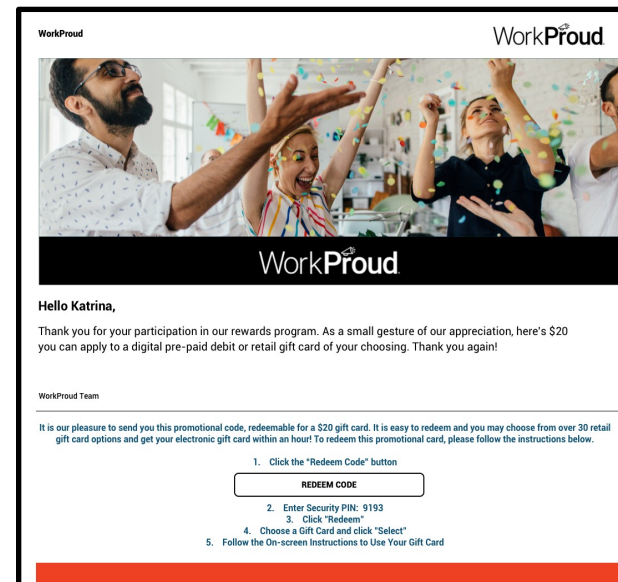 WorkProud
WorkProud
WorkProud
Hello Katrina,
Thank you for your participation in our rewards program. As a small gesture of our appreciation, here's $20
you can apply to a digital pre-paid debit or retail gift card of your choosing. Thank you again!
WorkProud Team
It is our pleasure to send you this promotional code, redeemable for a $20 gift card. It is easy to redeem and you may choose from over 30 retail
gift card options and get your electronic gift card within an hour! To redeem this promotional card, please follow the instructions below.
1. Click the "Redeem Code" button
REDEEM CODE
2. Enter Security PIN: 9193
3. Click "Redeem"
4. Choose a Gift Card and click "Select"
5. Follow the On-screen Instructions to Use Your Gift Card